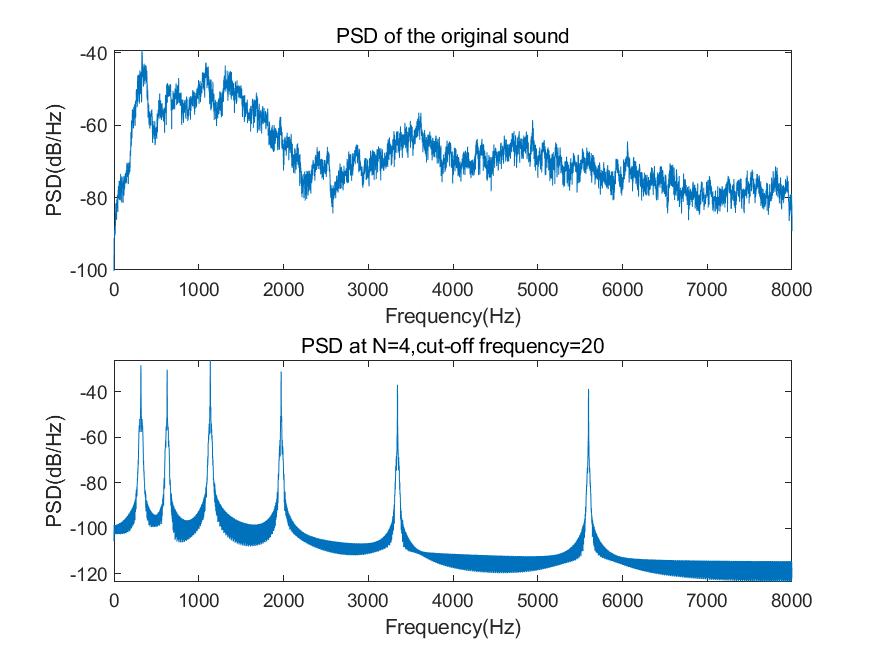 PSD of the original sound
-40
-60
-80
-100
PSD(dB/Hz)
0 1000 2000 3000 4000 5000 6000 7000 8000
Frequency(Hz)
PSD at N=4,cut-off frequency=20
-40
-60
-80
-100
-120
PSD(dB/Hz)
0 1000 2000 3000 4000 5000 6000 7000 8000
Frequency(Hz)